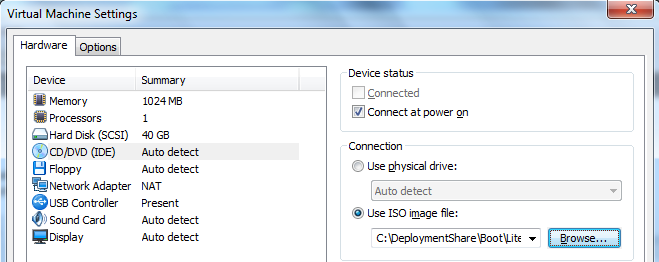 Virtual Machine Settings
Hardware
Options
Device Summary
Memory 1024 MB
Processors 1
Hard Disk (SCSI) 40 GB
CD/DVD (IDE) Auto detect
Floppy Auto detect
Network Adapter NAT
USB Controller Present
Sound Card Auto detect
Display Auto detect
Device status
Connected
Connect at power on
Connection
Use physical drive:
Auto detect
Use ISO image file:
C:\DeploymentShare\Boot\Lite
Browse...